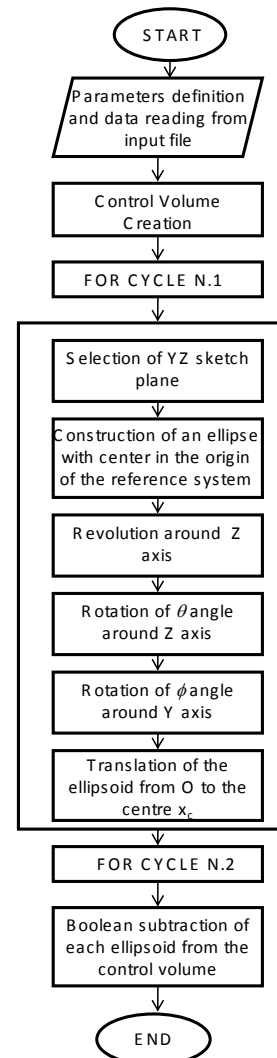 START
Parameters definition
and data reading from
input file
Control Volume
Creation
FOR CYCLE N.1
Selection of YZ sketch
plane
Construction of an ellipse
with center in the origin
of the reference system
Revolution around Z
axis
Rotation of θ angle
around Z axis
Rotation of ϕ angle
around Y axis
Translation of the
ellipsoid from O to the
centre x_c
FOR CYCLE N.2
Boolean subtraction of
each ellipsoid from the
control volume
END